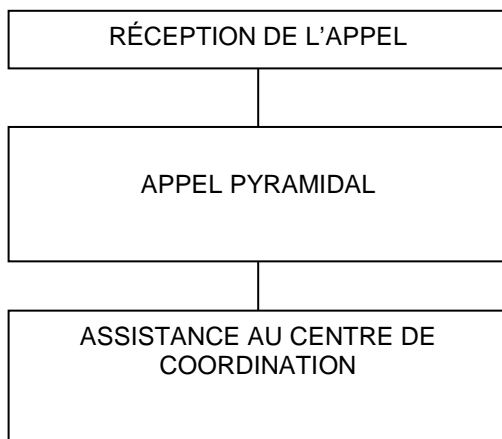 RÉCEPTION DE L’APPEL
APPEL PYRAMIDAL
ASSISTANCE AU CENTRE DE
COORDINATION